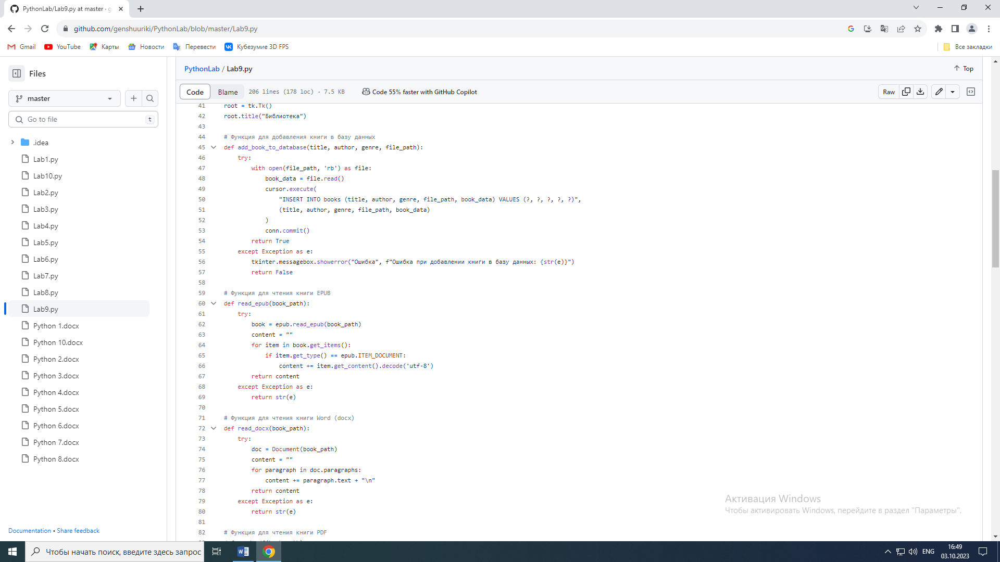 PythonLab/Lab9.py at master · g
github.com/genshuuriki/PythonLab/blob/master/Lab9.py
Gmail YouTube Карты Новости Перевести Кубезумие 3D FPS Все закладки
Files
master
Go to file t
.idea
Lab1.py
Lab10.py
Lab2.py
Lab3.py
Lab4.py
Lab5.py
Lab6.py
Lab7.py
Lab8.py
Lab9.py
Python 1.docx
Python 10.docx
Python 2.docx
Python 3.docx
Python 4.docx
Python 5.docx
Python 6.docx
Python 7.docx
Python 8.docx
Documentation • Share feedback
PythonLab / Lab9.py Top
Code Blame 206 lines (178 loc) · 7.5 KB Code 55% faster with GitHub Copilot Raw
41 root = tk.Tk()
42 root.title("Библиотека")
43
44 # Функция для добавления книги в базу данных
45 def add_book_to_database(title, author, genre, file_path):
46 try:
47 with open(file_path, 'rb') as file:
48 book_data = file.read()
49 cursor.execute(
50 "INSERT INTO books (title, author, genre, file_path, book_data) VALUES (?, ?, ?, ?, ?)",
51 (title, author, genre, file_path, book_data)
52 )
53 conn.commit()
54 return True
55 except Exception as e:
56 tkinter.messagebox.showerror("Ошибка", f"Ошибка при добавлении книги в базу данных: {str(e)}")
57 return False
58
59 # Функция для чтения книги EPUB
60 def read_epub(book_path):
61 try:
62 book = epub.read_epub(book_path)
63 content = ""
64 for item in book.get_items():
65 if item.get_type() == epub.ITEM_DOCUMENT:
66 content += item.get_content().decode('utf-8')
67 return content
68 except Exception as e:
69 return str(e)
70
71 # Функция для чтения книги Word (docx)
72 def read_docx(book_path):
73 try:
74 doc = Document(book_path)
75 content = ""
76 for paragraph in doc.paragraphs:
77 content += paragraph.text + "\n"
78 return content
79 except Exception as e:
80 return str(e)
81
82 # Функция для чтения книги PDF
Активация Windows
Чтобы активировать Windows, перейдите в раздел "Параметры".
Чтобы начать поиск, введите здесь запрос
ENG
16:49
03.10.2023